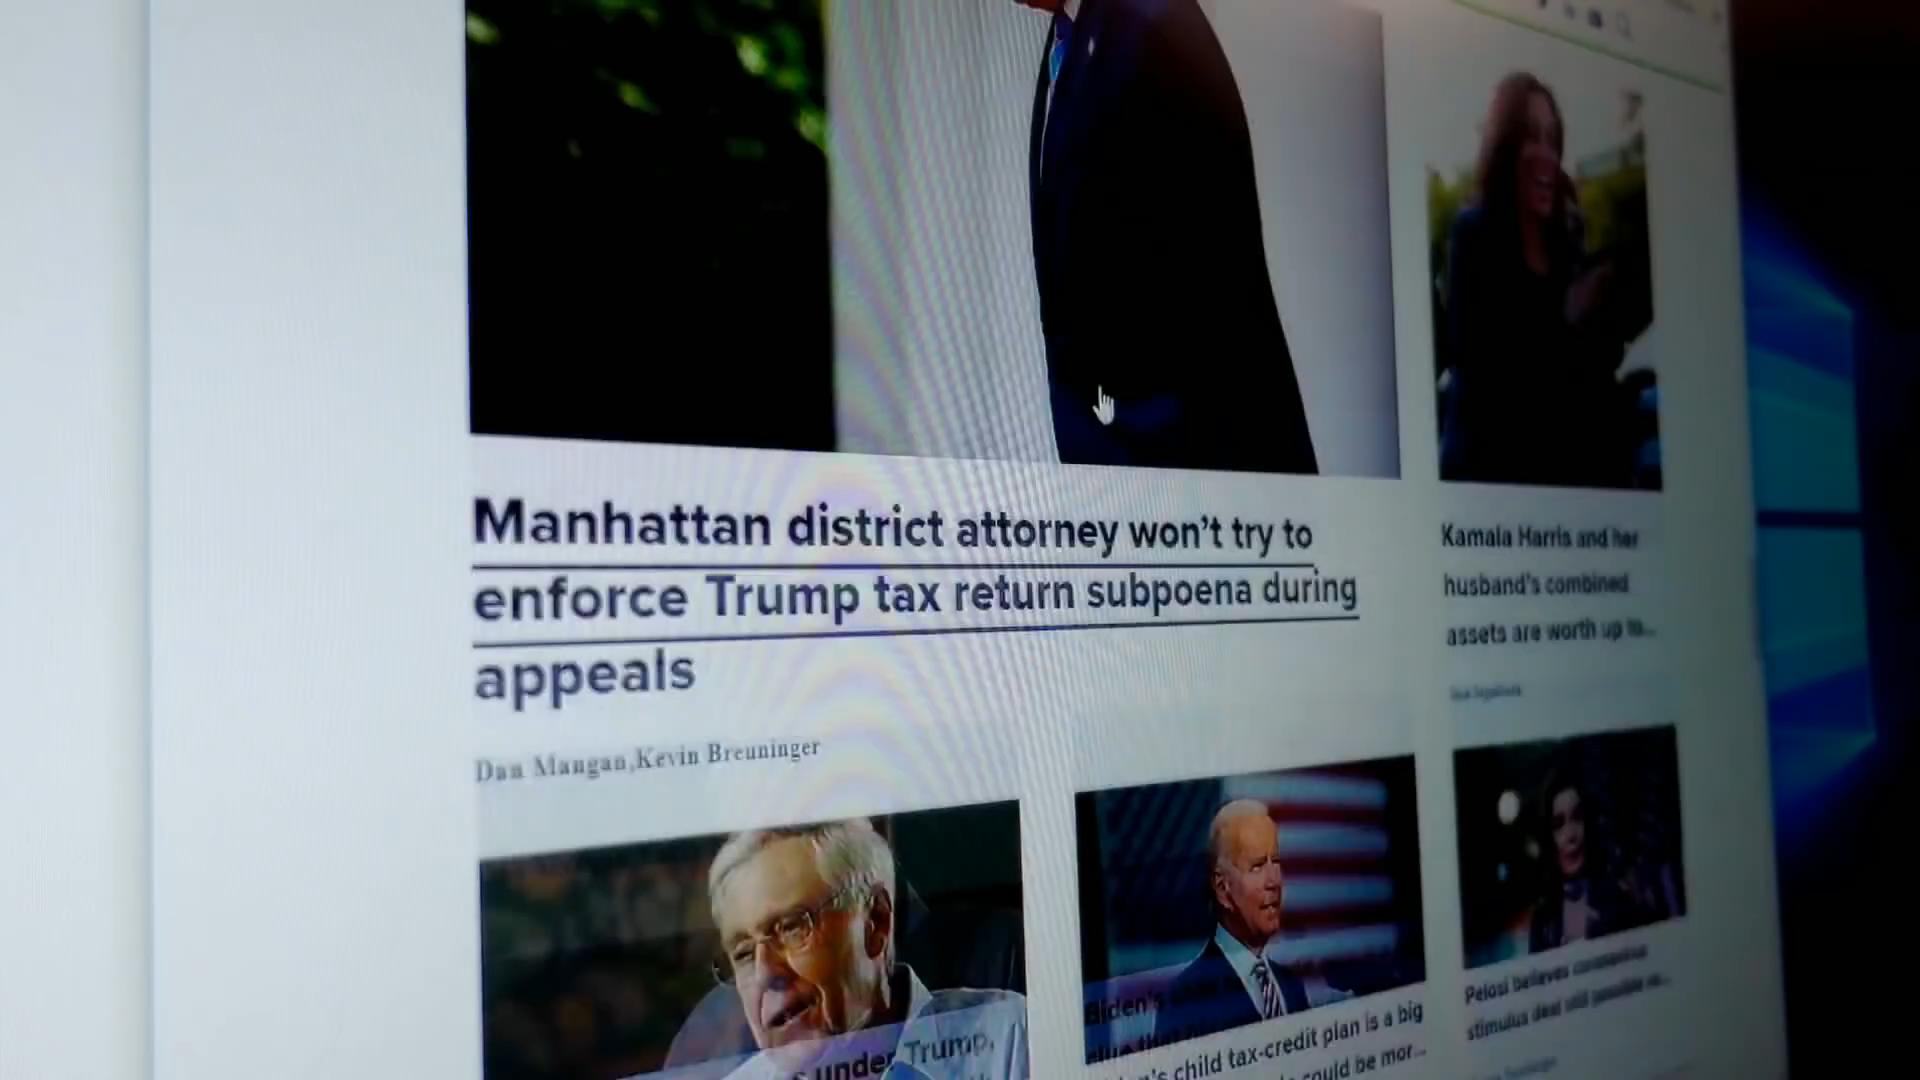 Manhattan district attorney won't try to
enforce Trump tax return subpoena during
appeals
Dan Mangan,Kevin Breuninger
Kamala Harris and her
husband's combined
assets are worth up to...
under Trump,
Biden's
child tax-credit plan is a big
could be mor...
Pelosi believes coronavirus
stimulus deal still possible